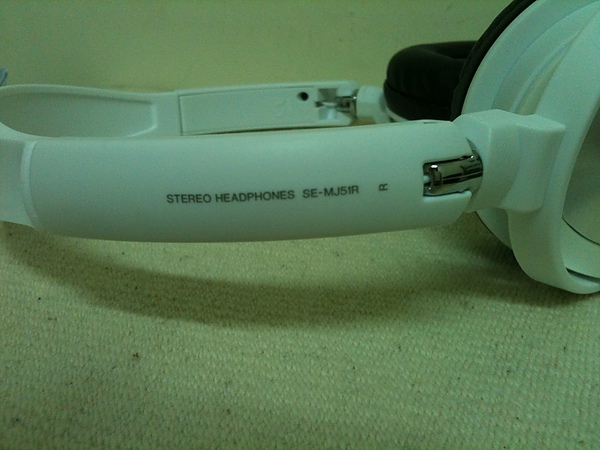 STEREO HEADPHONES SE-MJ51R R